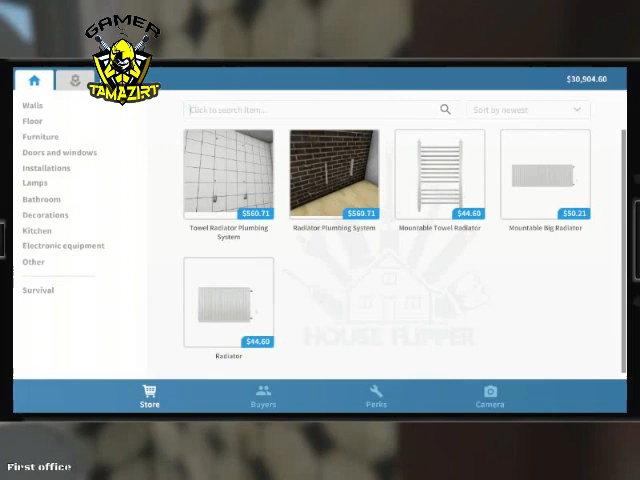 GAMER
TAMAZIRT
$30,904.60
Walls
Floor
Furniture
Doors and windows
Installations
Lamps
Bathroom
Decorations
Kitchen
Electronic equipment
Other
Survival
Click to search item...
Sort by newest
$560.71
Towel Radiator Plumbing
System
$560.71
Radiator Plumbing System
$44.60
Mountable Towel Radiator
$50.21
Mountable Big Radiator
$44.60
Radiator
HOUSE FLIPPER
Store
Buyers
Perks
Camera
First office